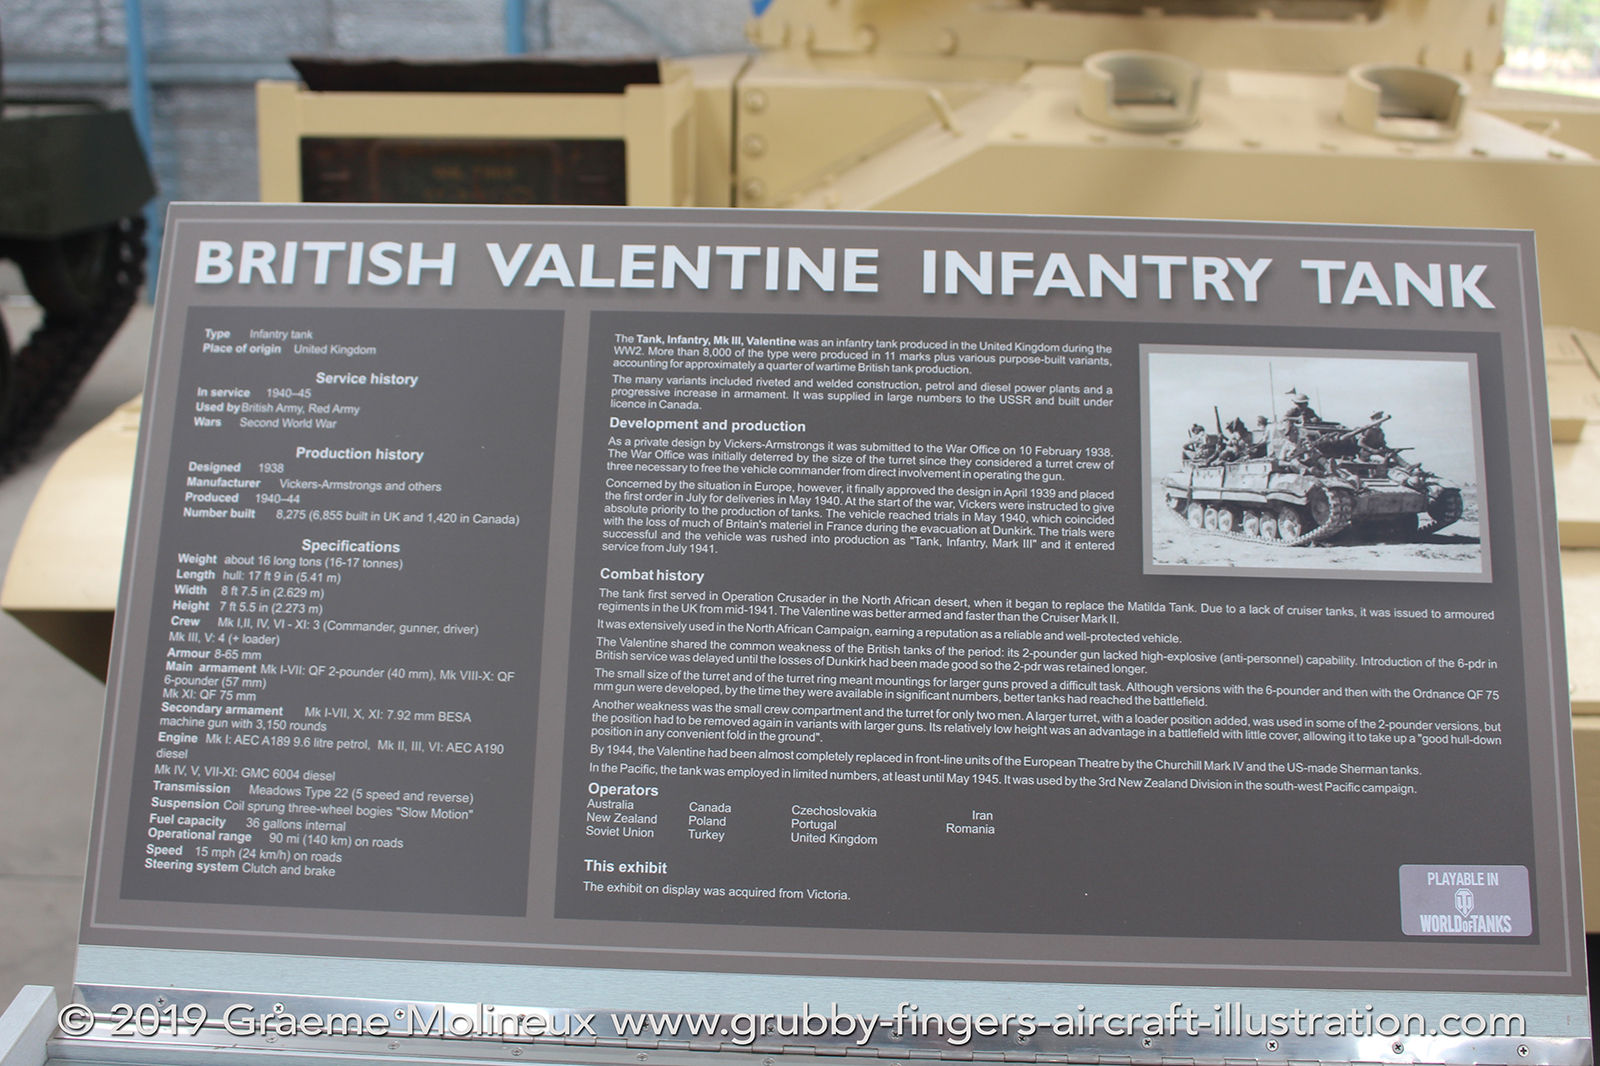 BRITISH VALENTINE INFANTRY TANK
Type Infantry tank
Place of origin United Kingdom
Service history
In service 1940–45
Used by British Army, Red Army
Wars Second World War
Production history
Designed 1938
Manufacturer Vickers-Armstrongs and others
Produced 1940–44
Number built 8,275 (6,855 built in UK and 1,420 in Canada)
Specifications
Weight about 16 long tons (16-17 tonnes)
Length hull: 17 ft 9 in (5.41 m)
Width 8 ft 7.5 in (2.629 m)
Height 7 ft 5.5 in (2.273 m)
Crew Mk I,II, IV, VI - XI: 3 (Commander, gunner, driver)
Mk III, V: 4 (+ loader)
Armour 8-65 mm
Main armament Mk I-VII: QF 2-pounder (40 mm), Mk VIII-X: QF
6-pounder (57 mm)
Mk XI: QF 75 mm
Secondary armament Mk I-VII, X, XI: 7.92 mm BESA
machine gun with 3,150 rounds
Engine Mk I: AEC A189 9.6 litre petrol, Mk II, III, VI: AEC A190
diesel
Mk IV, V, VII-XI: GMC 6004 diesel
Transmission Meadows Type 22 (5 speed and reverse)
Suspension Coil sprung three-wheel bogies "Slow Motion"
Fuel capacity 36 gallons internal
Operational range 90 mi (140 km) on roads
Speed 15 mph (24 km/h) on roads
Steering system Clutch and brake
The Tank, Infantry, Mk III, Valentine was an infantry tank produced in the United Kingdom during the
WW2. More than 8,000 of the type were produced in 11 marks plus various purpose-built variants,
accounting for approximately a quarter of wartime British tank production.
The many variants included riveted and welded construction, petrol and diesel power plants and a
progressive increase in armament. It was supplied in large numbers to the USSR and built under
licence in Canada.
Development and production
As a private design by Vickers-Armstrongs it was submitted to the War Office on 10 February 1938.
The War Office was initially deterred by the size of the turret since they considered a turret crew of
three necessary to free the vehicle commander from direct involvement in operating the gun.
Concerned by the situation in Europe, however, it finally approved the design in April 1939 and placed
the first order in July for deliveries in May 1940. At the start of the war, Vickers were instructed to give
absolute priority to the production of tanks. The vehicle reached trials in May 1940, which coincided
with the loss of much of Britain's materiel in France during the evacuation at Dunkirk. The trials were
successful and the vehicle was rushed into production as "Tank, Infantry, Mark III" and it entered
service from July 1941.
Combat history
The tank first served in Operation Crusader in the North African desert, when it began to replace the Matilda Tank. Due to a lack of cruiser tanks, it was issued to armoured
regiments in the UK from mid-1941. The Valentine was better armed and faster than the Cruiser Mark II.
It was extensively used in the North African Campaign, earning a reputation as a reliable and well-protected vehicle.
The Valentine shared the common weakness of the British tanks of the period: its 2-pounder gun lacked high-explosive (anti-personnel) capability. Introduction of the 6-pdr in
British service was delayed until the losses of Dunkirk had been made good so the 2-pdr was retained longer.
The small size of the turret and of the turret ring meant mountings for larger guns proved a difficult task. Although versions with the 6-pounder and then with the Ordnance QF 75
mm gun were developed, by the time they were available in significant numbers, better tanks had reached the battlefield.
Another weakness was the small crew compartment and the turret for only two men. A larger turret, with a loader position added, was used in some of the 2-pounder versions, but
the position had to be removed again in variants with larger guns. Its relatively low height was an advantage in a battlefield with little cover, allowing it to take up a "good hull-down
position in any convenient fold in the ground".
By 1944, the Valentine had been almost completely replaced in front-line units of the European Theatre by the Churchill Mark IV and the US-made Sherman tanks.
In the Pacific, the tank was employed in limited numbers, at least until May 1945. It was used by the 3rd New Zealand Division in the south-west Pacific campaign.
Operators
Australia Canada Czechoslovakia Iran
New Zealand Poland Portugal Romania
Soviet Union Turkey United Kingdom
This exhibit
The exhibit on display was acquired from Victoria.
PLAYABLE IN
WORLD OF TANKS
© 2019 Graeme Molineux www.grubby-fingers-aircraft-illustration.com